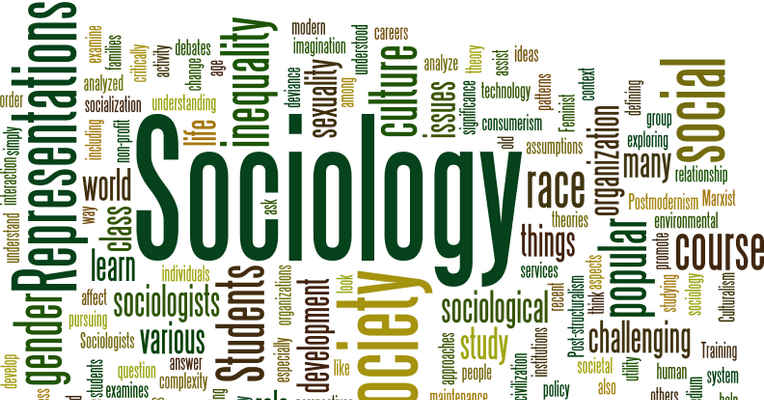 Representations
examine
families
critically
activity
debates
change
age
inequality
modern
imagination
understood
careers
order
analyzed
socialization
understanding
deviance
sexuality
among
culture
analyze
theory
assist
ideas
issues
significance
technology
patterns
Feminist
context
defining
group
social
interaction
simply
including
non-profit
life
consumerism
old
assumptions
organization
exploring
many
relationship
understand
world
way
class
Sociology
ask
race
theories
Postmodernism
Marxist
things
environmental
popular
promote
course
learn
individuals
services
gender
affect
sociologists
Students
organizations
development
look
society
sociological
recent
Post-structuralism
think
aspects
studying
sociology
Culturalism
pursuing
Sociologists
various
especially
like
approaches
study
people
institutions
civilization
challenging
societal
also
utility
human
Training
system
develop
students
question
answer
complexity
examines
role
maintenance
policy
others
help